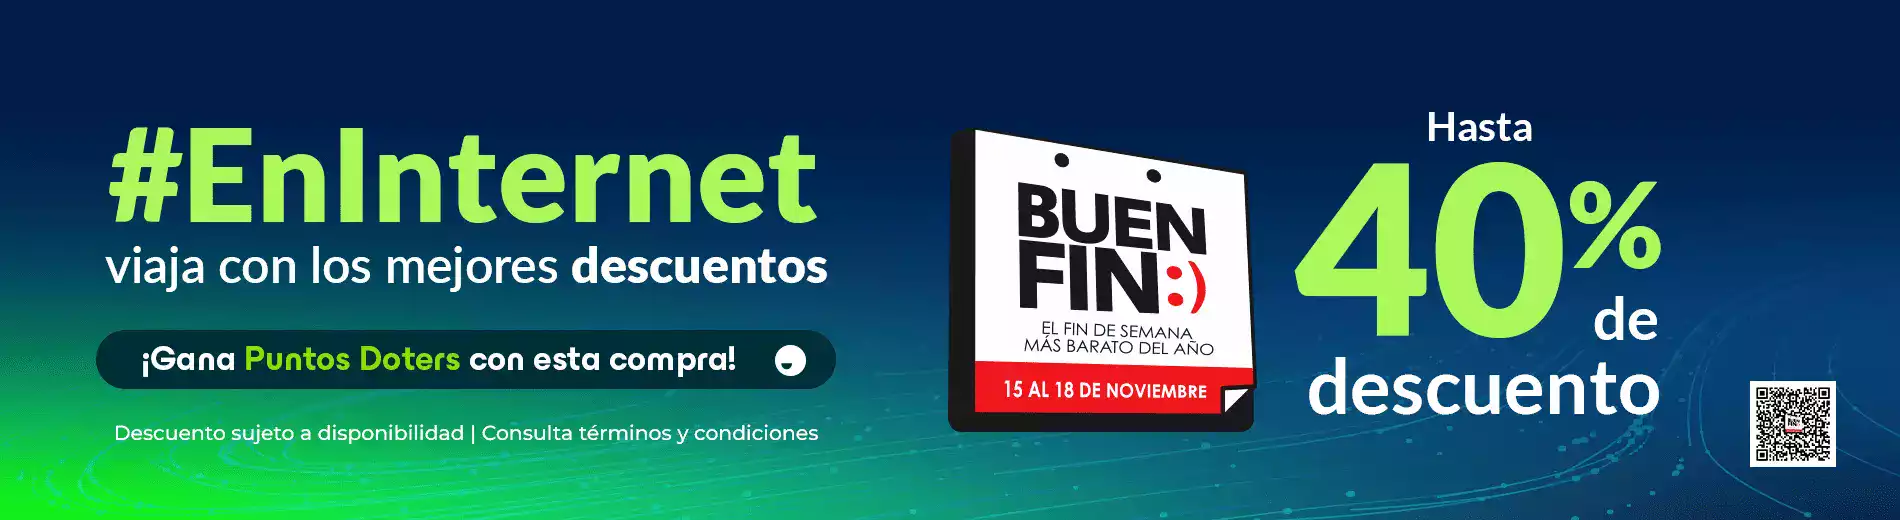 #EnInternet
viaja con los mejores descuentos
¡Gana Puntos Doters con esta compra!
Descuento sujeto a disponibilidad | Consulta términos y condiciones
BUEN
FIN:)
EL FIN DE SEMANA
MÁS BARATO DEL AÑO
15 AL 18 DE NOVIEMBRE
Hasta
40%
de
descuento